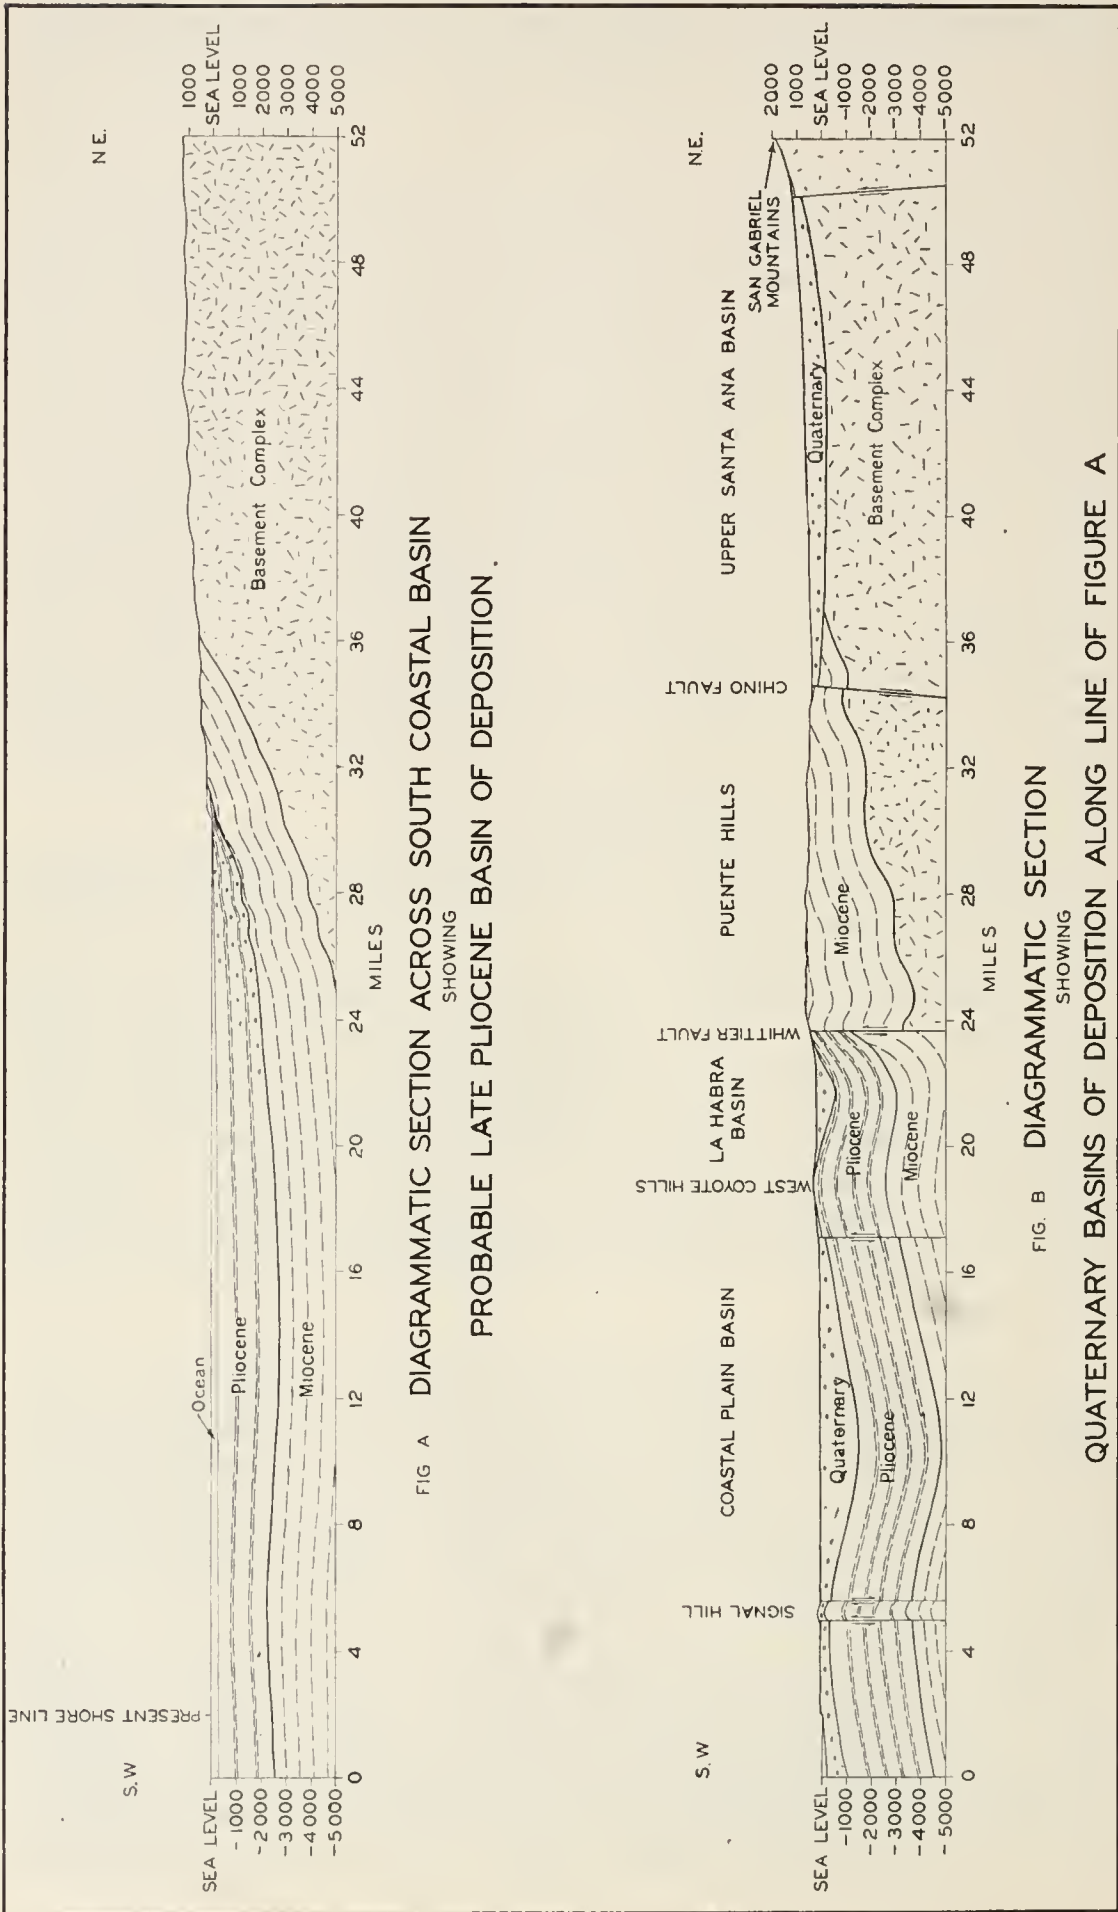 S.W
N.E.
PRESENT SHORE LINE
Ocean
1000
SEA LEVEL
SEA LEVEL
-1000
1000
-2000
2000
-3000
3000
-4000
4000
-5000
5000
Pliocene
Miocene
Basement Complex
0 4 8 12 16 20 24 28 32 36 40 44 48 52
MILES
FIG A DIAGRAMMATIC SECTION ACROSS SOUTH COASTAL BASIN
SHOWING
PROBABLE LATE PLIOCENE BASIN OF DEPOSITION
S.W
N.E.
SIGNAL HILL
COASTAL PLAIN BASIN
WEST COYOTE HILLS
LA HABRA
BASIN
WHITTIER FAULT
PUENTE HILLS
CHINO FAULT
UPPER SANTA ANA BASIN
SAN GABRIEL
MOUNTAINS
2000
1000
SEA LEVEL
SEA LEVEL
-1000
-1000
-2000
-2000
-3000
-3000
-4000
-4000
-5000
-5000
Quaternary
Pliocene
Pliocene
Miocene
Miocene
Quaternary
Basement Complex
0 4 8 12 16 20 24 28 32 36 40 44 48 52
MILES
FIG. B DIAGRAMMATIC SECTION
SHOWING
QUATERNARY BASINS OF DEPOSITION ALONG LINE OF FIGURE A